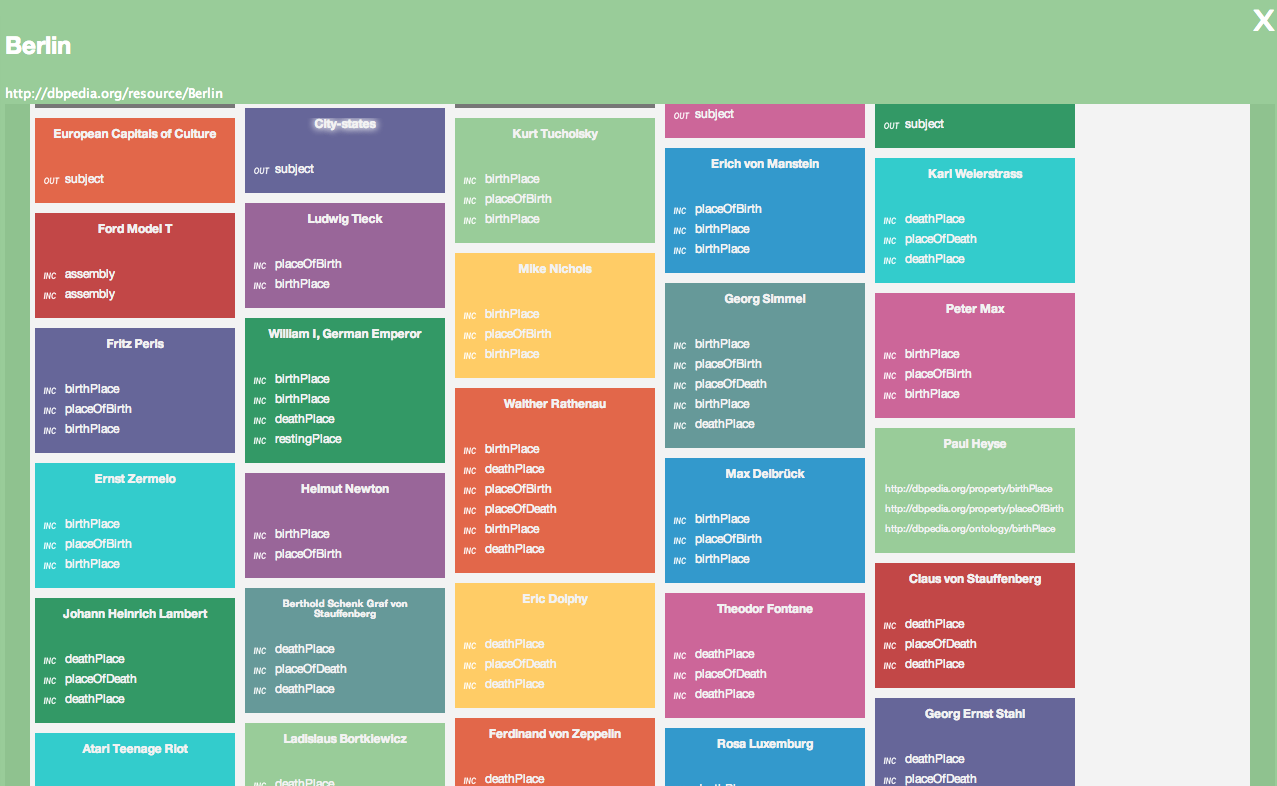 X
Berlin
http://dbpedia.org/resource/Berlin
European Capitals of Culture
OUT subject
Ford Model T
INC assembly
INC assembly
Fritz Perls
INC birthPlace
INC placeOfBirth
INC birthPlace
Ernst Zermelo
INC birthPlace
INC placeOfBirth
INC birthPlace
Johann Heinrich Lambert
INC deathPlace
INC placeOfDeath
INC deathPlace
Atari Teenage Riot
City-states
OUT subject
Ludwig Tieck
INC placeOfBirth
INC birthPlace
William I, German Emperor
INC birthPlace
INC birthPlace
INC deathPlace
INC restingPlace
Helmut Newton
INC birthPlace
INC placeOfBirth
Berthold Schenk Graf von
Stauffenberg
INC deathPlace
INC placeOfDeath
INC deathPlace
Ladislaus Bortkiewicz
INC deathPlace
Kurt Tucholsky
INC birthPlace
INC placeOfBirth
INC birthPlace
Mike Nichols
INC birthPlace
INC placeOfBirth
INC birthPlace
Walther Rathenau
INC birthPlace
INC deathPlace
INC placeOfBirth
INC placeOfDeath
INC birthPlace
INC deathPlace
Eric Dolphy
INC deathPlace
INC placeOfDeath
INC deathPlace
Ferdinand von Zeppelin
INC deathPlace
OUT subject
Erich von Manstein
INC placeOfBirth
INC birthPlace
INC birthPlace
Georg Simmel
INC birthPlace
INC placeOfBirth
INC placeOfDeath
INC birthPlace
INC deathPlace
Max Delbrück
INC birthPlace
INC placeOfBirth
INC birthPlace
Theodor Fontane
INC deathPlace
INC placeOfDeath
INC deathPlace
Rosa Luxemburg
OUT subject
Karl Weierstrass
INC deathPlace
INC placeOfDeath
INC deathPlace
Peter Max
INC birthPlace
INC placeOfBirth
INC birthPlace
Paul Heyse
http://dbpedia.org/property/birthPlace
http://dbpedia.org/property/placeOfBirth
http://dbpedia.org/ontology/birthPlace
Claus von Stauffenberg
INC deathPlace
INC placeOfDeath
INC deathPlace
Georg Ernst Stahl
INC deathPlace
INC placeOfDeath